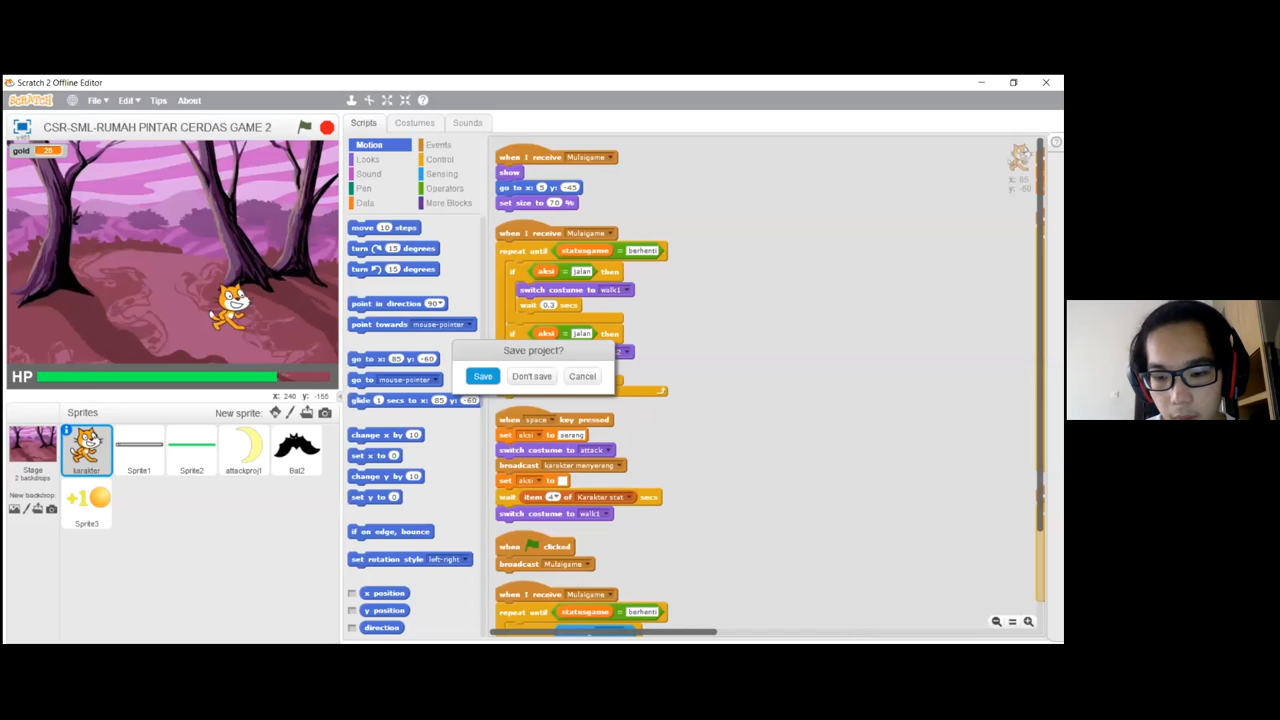 Scratch 2 Offline Editor
SCRATCH File Edit Tips About
CSR-SML-RUMAH PINTAR CERDAS GAME 2
v461
gold 26
HP
X: 240 y: -155
Sprites New sprite:
Stage
2 backdrops
New backdrop:
karakter
Sprite1
Sprite2
attackproj1
Bat2
Sprite3
+1
Scripts Costumes Sounds
Motion Events
Looks Control
Sound Sensing
Pen Operators
Data More Blocks
move 10 steps
turn 15 degrees
turn 15 degrees
point in direction 90
point towards mouse-pointer
go to x: 85 y: -60
go to mouse-pointer
glide 1 secs to x: 85 y: -60
change x by 10
set x to 0
change y by 10
set y to 0
if on edge, bounce
set rotation style left-right
x position
y position
direction
when I receive Mulaigame
show
go to x: 5 y: -45
set size to 70 %
when I receive Mulaigame
repeat until statusgame = berhenti
if aksi = jalan then
switch costume to walk1
wait 0.3 secs
if aksi = jalan then
Save project?
Save Don't save Cancel
when space key pressed
set aksi to serang
switch costume to attack
broadcast karakter menyerang
set aksi to
wait item 4 of Karakter stat secs
switch costume to walk1
when clicked
broadcast Mulaigame
when I receive Mulaigame
repeat until statusgame = berhenti
X: 85
y: -60